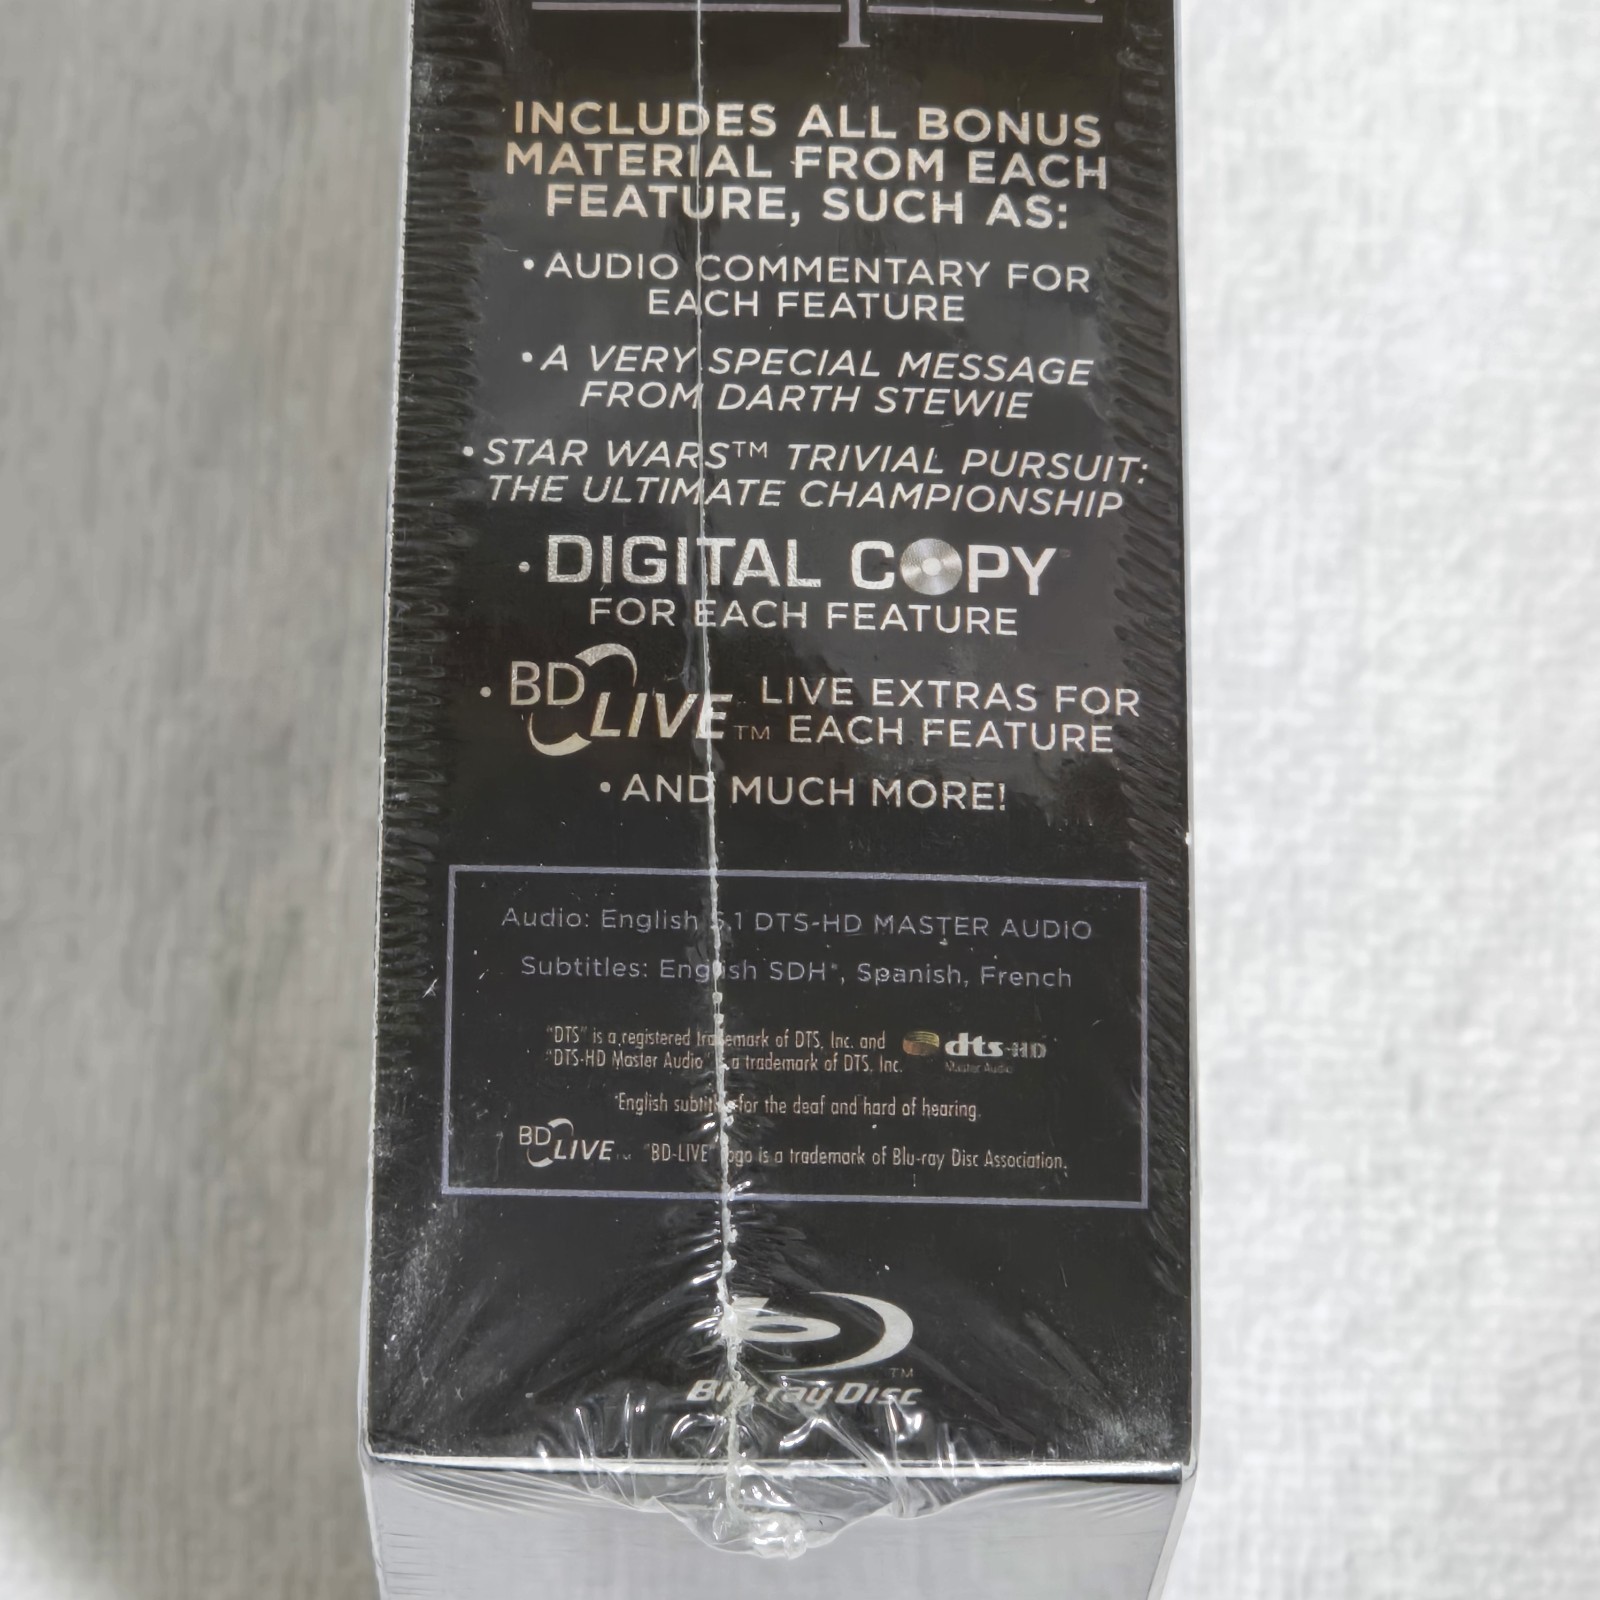 INCLUDES ALL BONUS
MATERIAL FROM EACH
FEATURE, SUCH AS:
• AUDIO COMMENTARY FOR
EACH FEATURE
• A VERY SPECIAL MESSAGE
FROM DARTH STEWIE
• STAR WARS™ TRIVIAL PURSUIT:
THE ULTIMATE CHAMPIONSHIP
• DIGITAL COPY
FOR EACH FEATURE
• BD LIVE™ LIVE EXTRAS FOR
EACH FEATURE
• AND MUCH MORE!
Audio: English 5.1 DTS-HD MASTER AUDIO
Subtitles: English SDH*, Spanish, French
"DTS" is a registered trademark of DTS, Inc. and
"DTS-HD Master Audio" is a trademark of DTS, Inc.
dts-HD
Master Audio
*English subtitles for the deaf and hard of hearing.
BD LIVE™ "BD-LIVE" logo is a trademark of Blu-ray Disc Association.
Blu-ray Disc™